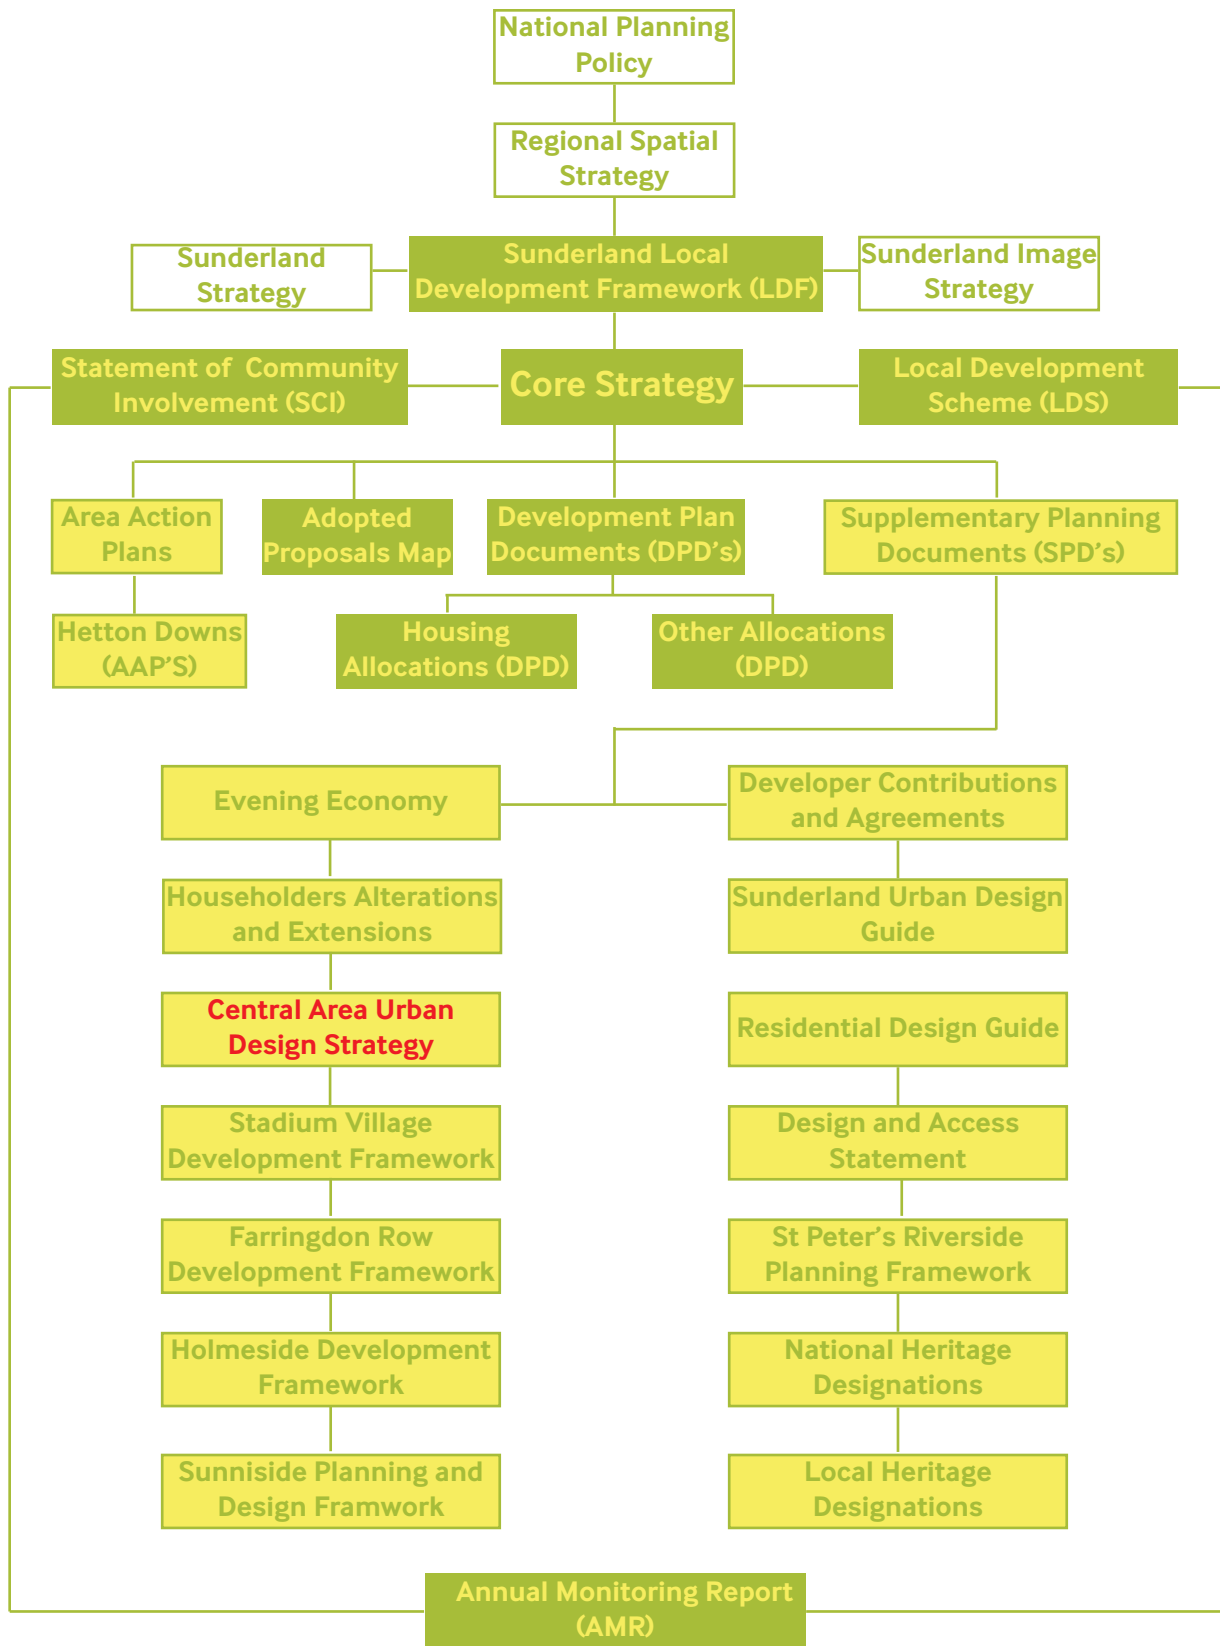 National Planning
Policy
Regional Spatial
Strategy
Sunderland
Strategy
Sunderland Local
Development Framework (LDF)
Sunderland Image
Strategy
Statement of Community
Involvement (SCI)
Core Strategy
Local Development
Scheme (LDS)
Area Action
Plans
Adopted
Proposals Map
Development Plan
Documents (DPD's)
Supplementary Planning
Documents (SPD's)
Hetton Downs
(AAP'S)
Housing
Allocations (DPD)
Other Allocations
(DPD)
Evening Economy
Developer Contributions
and Agreements
Householders Alterations
and Extensions
Sunderland Urban Design
Guide
Central Area Urban
Design Strategy
Residential Design Guide
Stadium Village
Development Framework
Design and Access
Statement
Farringdon Row
Development Framework
St Peter's Riverside
Planning Framework
Holmeside Development
Framework
National Heritage
Designations
Sunniside Planning and
Design Framwork
Local Heritage
Designations
Annual Monitoring Report
(AMR)